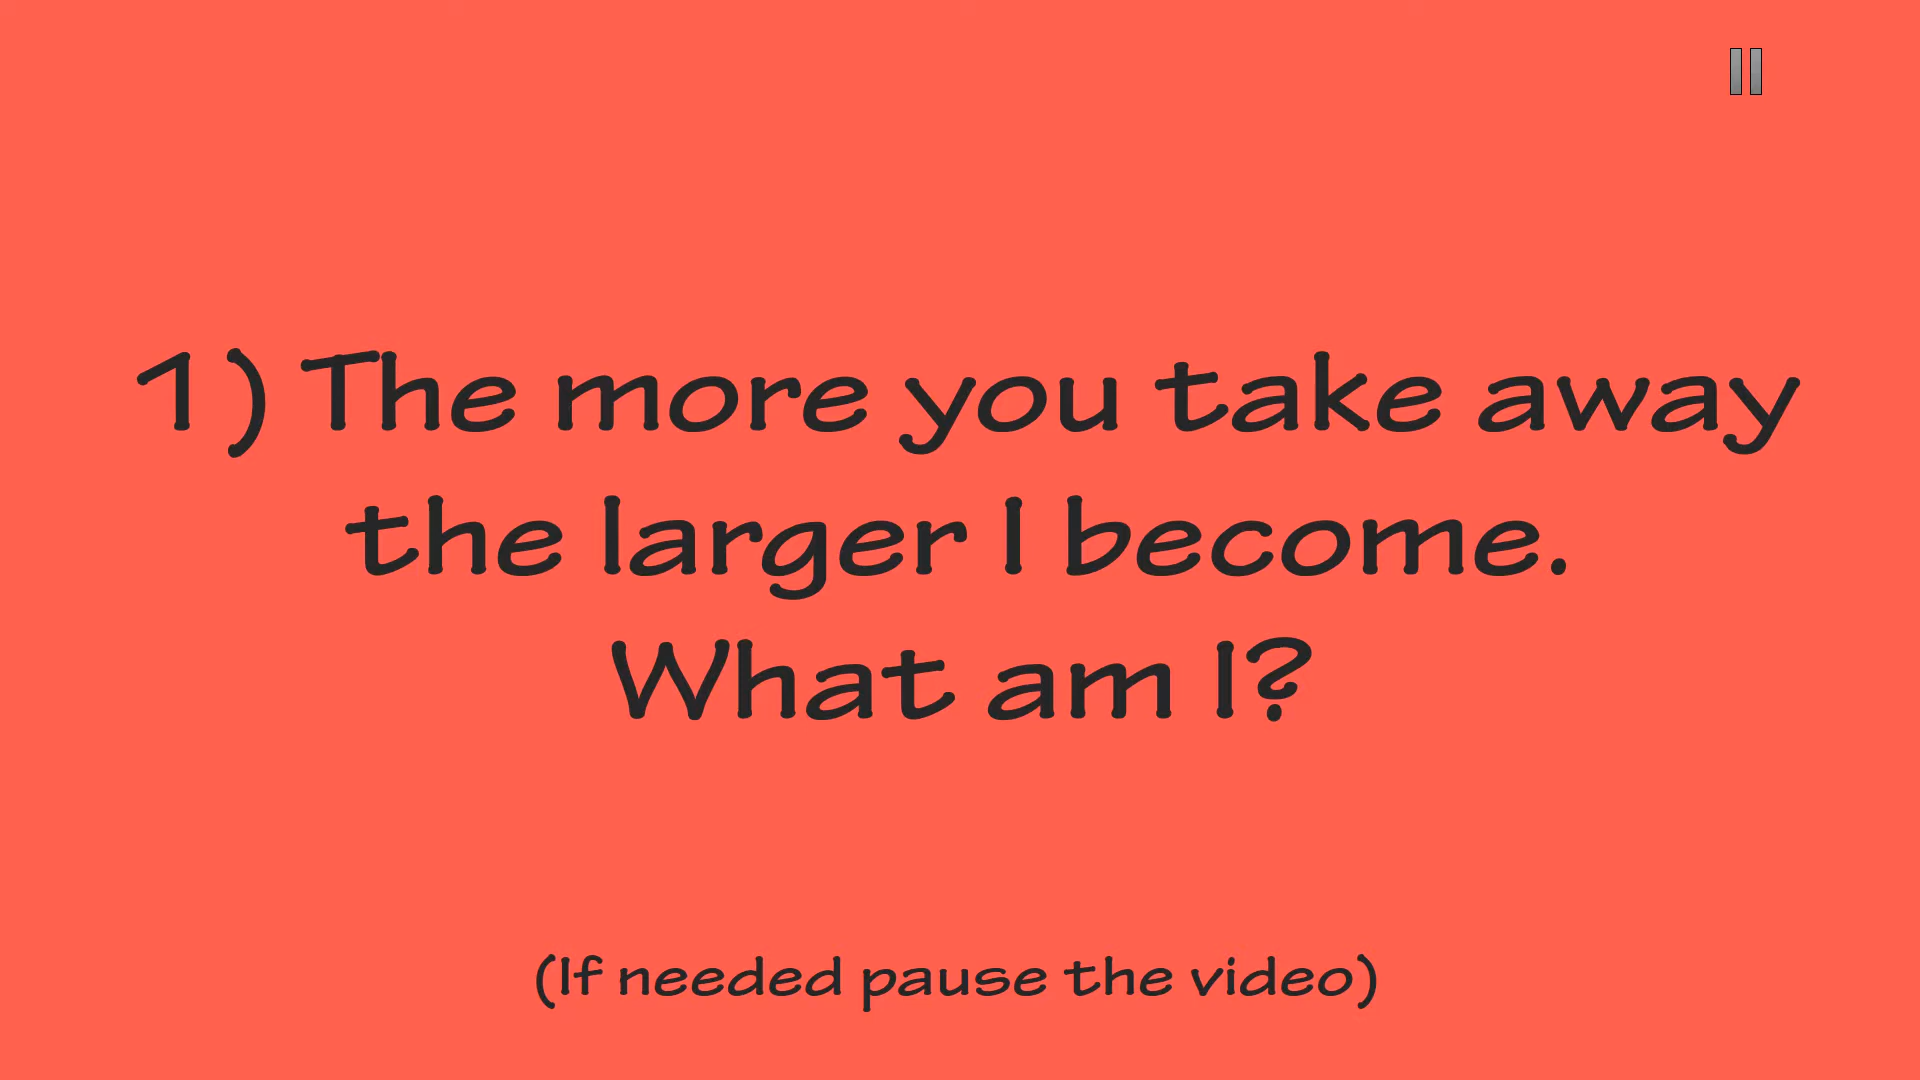 1) The more you take away
the larger I become.
What am I?
(If needed pause the video)